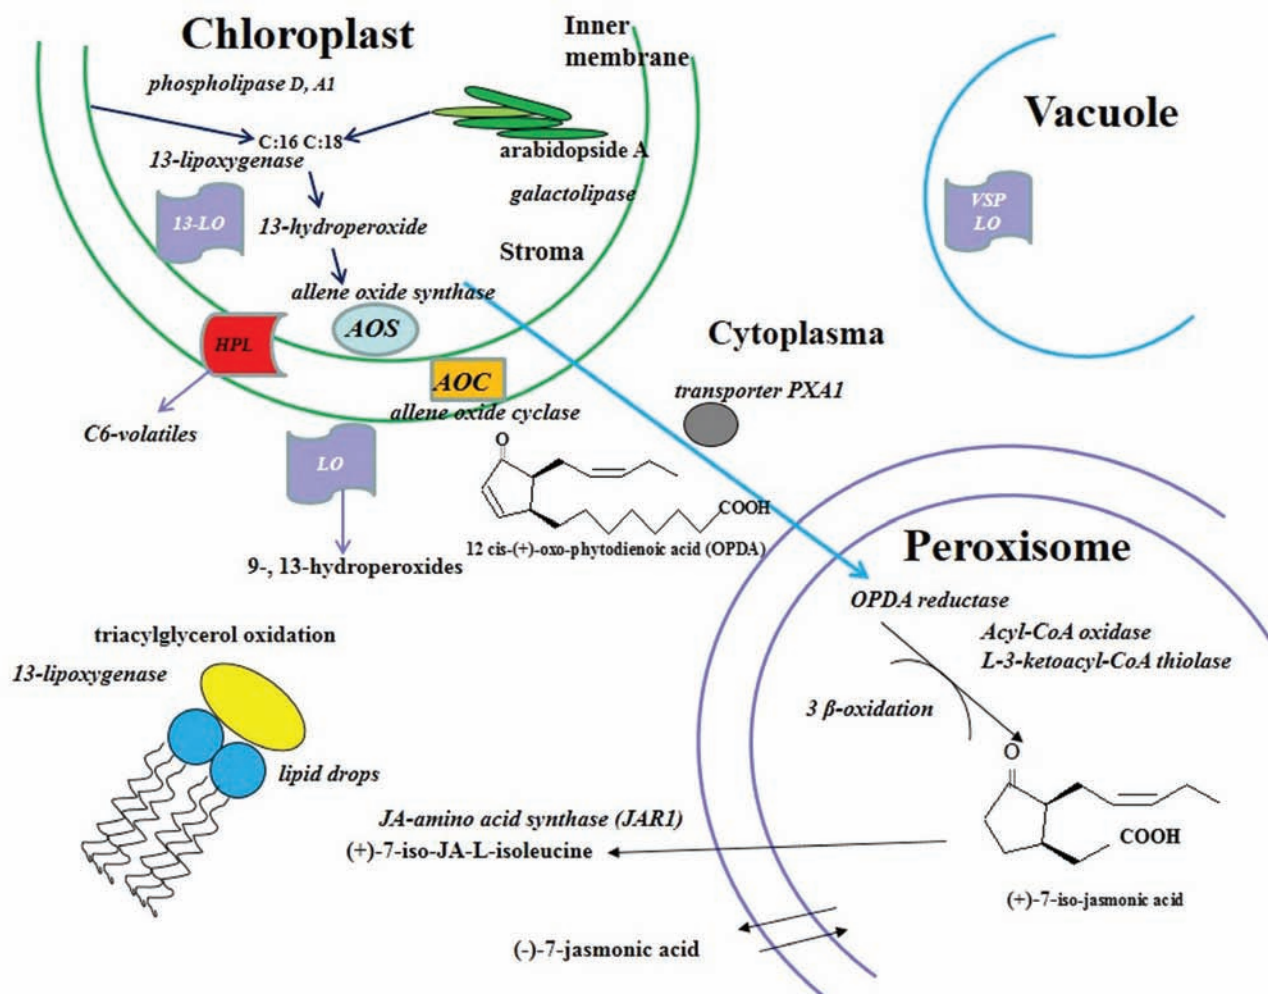 Chloroplast
Inner
membrane
phospholipase D, A1
C:16 C:18
13-lipoxygenase
arabidopside A
galactolipase
13-LO
13-hydroperoxide
Stroma
allene oxide synthase
AOS
HPL
AOC
allene oxide cyclase
C6-volatiles
LO
9-, 13-hydroperoxides
Vacuole
VSP
LO
Cytoplasma
transporter PXA1
O
COOH
12 cis-(+)-oxo-phytodienoic acid (OPDA)
Peroxisome
OPDA reductase
Acyl-CoA oxidase
L-3-ketoacyl-CoA thiolase
3 β-oxidation
O
COOH
(+)-7-iso-jasmonic acid
triacylglycerol oxidation
13-lipoxygenase
lipid drops
JA-amino acid synthase (JAR1)
(+)-7-iso-JA-L-isoleucine
(-)-7-jasmonic acid